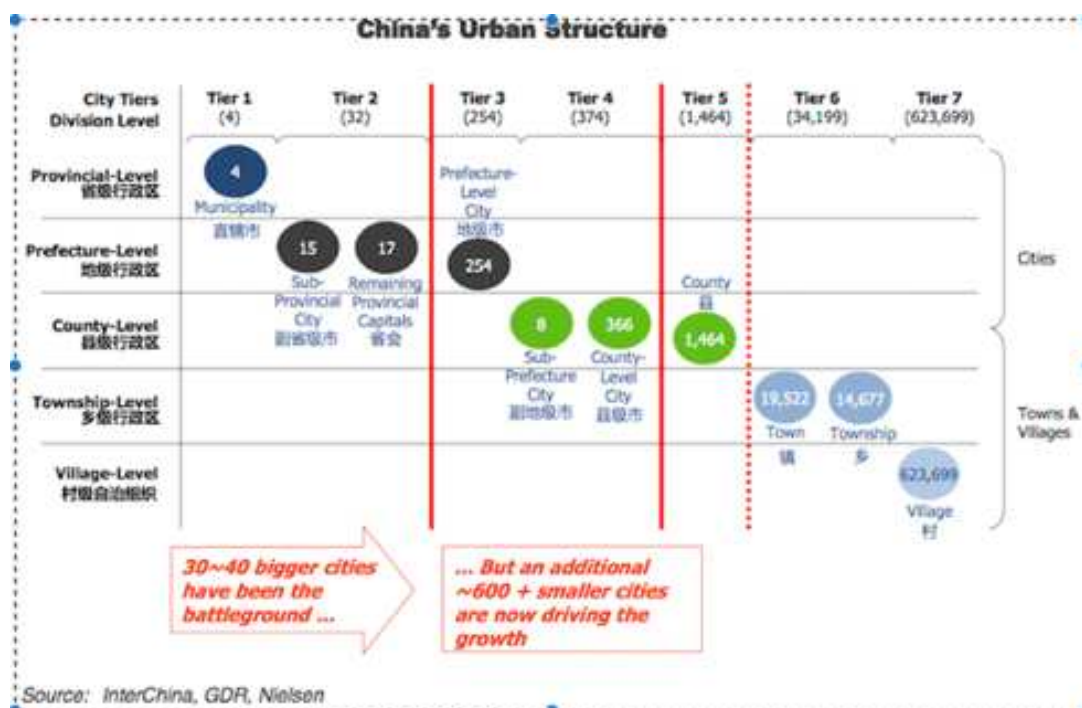 China's Urban Structure
City Tiers
Division Level
Tier 1
(4)
Tier 2
(32)
Tier 3
(254)
Tier 4
(374)
Tier 5
(1,464)
Tier 6
(34,199)
Tier 7
(623,699)
Provincial-Level
省级行政区
4
Municipality
直辖市
Prefecture-
Level
City
地级市
254
Prefecture-Level
地级行政区
15
Sub-
Provincial
City
副省级市
17
Remaining
Provincial
Capitals
省会
Cities
County-Level
县级行政区
8
Sub-
Prefecture
City
副地级市
366
County-
Level
City
县级市
County
县
1,464
Township-Level
乡级行政区
19,522
Town
镇
14,677
Township
乡
Towns &
Villages
Village-Level
村级自治组织
623,699
Village
村
30~40 bigger cities
have been the
battleground ...
... But an additional
~600 + smaller cities
are now driving the
growth
Source: InterChina, GDR, Nielsen